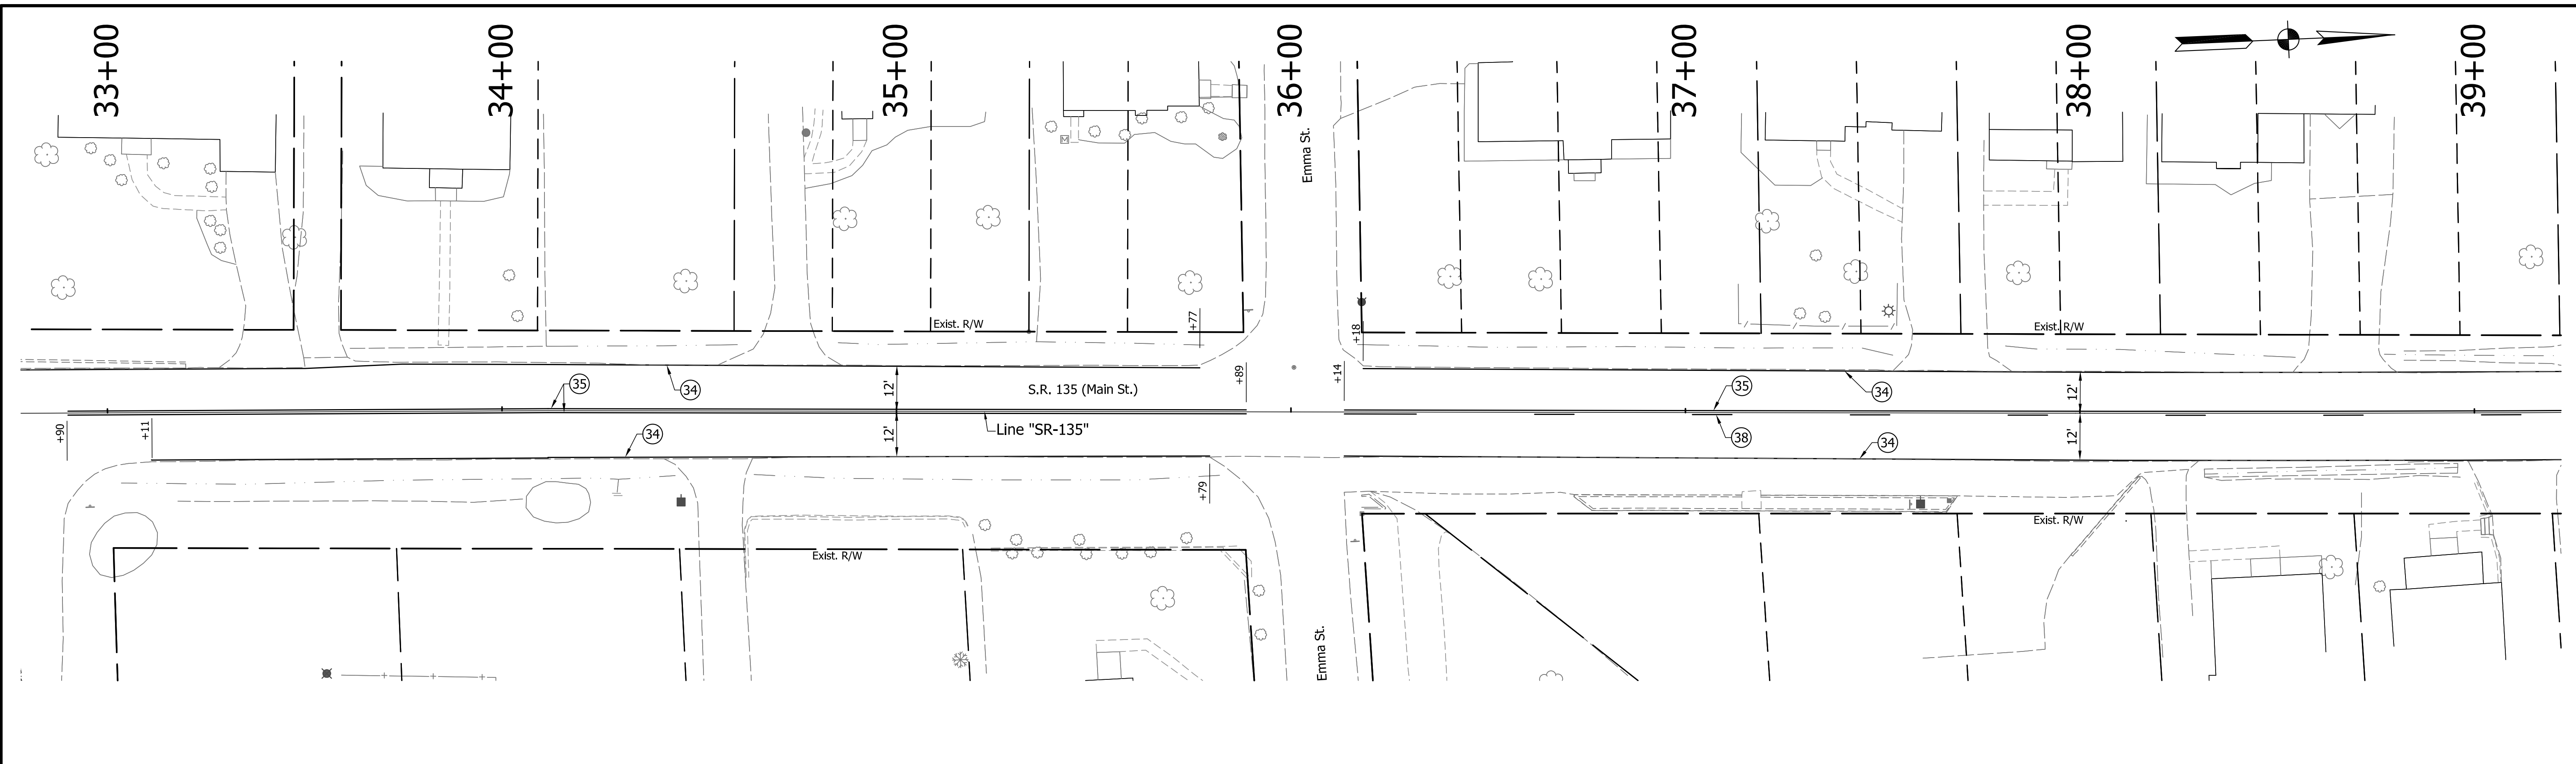 33+00
34+00
35+00
36+00
37+00
38+00
39+00
Emma St.
M
Exist. R/W
+77
+18
Exist. R/W
+89
+14
35
34
12'
S.R. 135 (Main St.)
35
34
12'
+90
+11
34
12'
Line "SR-135"
38
34
12'
+79
Exist. R/W
Exist. R/W
Emma St.